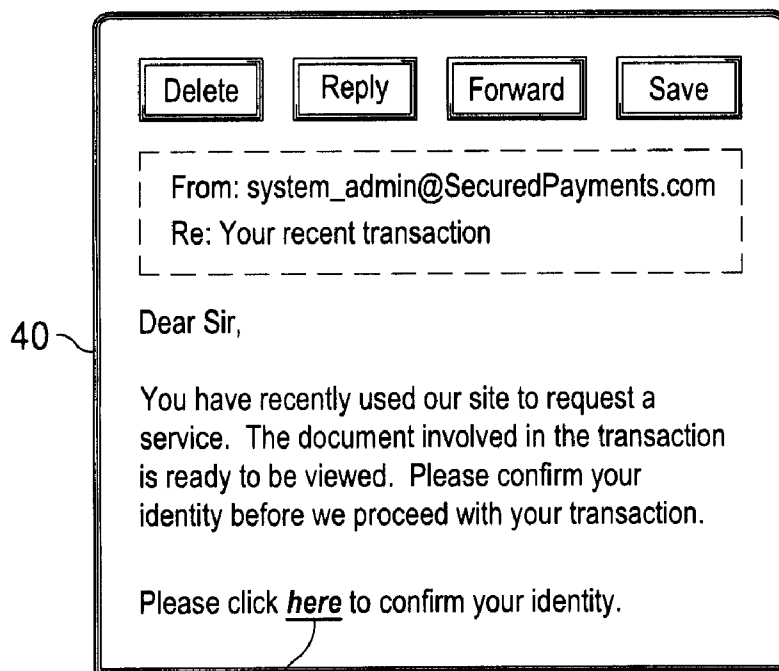 Delete Reply Forward Save
From: system_admin@SecuredPayments.com
Re: Your recent transaction
Dear Sir,
40
You have recently used our site to request a
service. The document involved in the transaction
is ready to be viewed. Please confirm your
identity before we proceed with your transaction.
Please click here to confirm your identity.